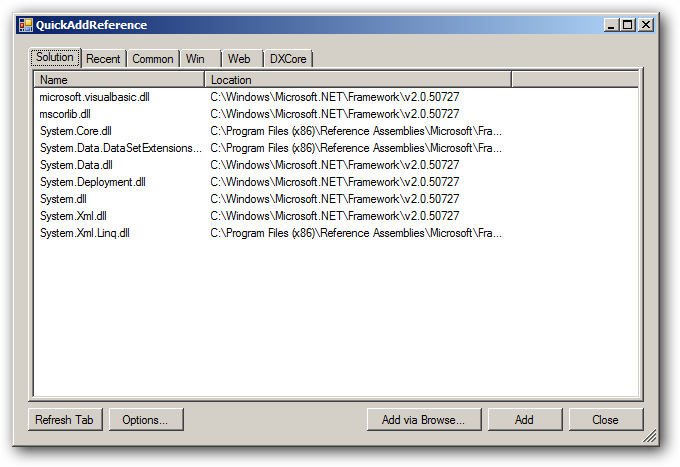 QuickAddReference
Solution Recent Common Win Web DXCore
Name Location
microsoft.visualbasic.dll C:\Windows\Microsoft.NET\Framework\v2.0.50727
mscorlib.dll C:\Windows\Microsoft.NET\Framework\v2.0.50727
System.Core.dll C:\Program Files (x86)\Reference Assemblies\Microsoft\Fra...
System.Data.DataSetExtensions... C:\Program Files (x86)\Reference Assemblies\Microsoft\Fra...
System.Data.dll C:\Windows\Microsoft.NET\Framework\v2.0.50727
System.Deployment.dll C:\Windows\Microsoft.NET\Framework\v2.0.50727
System.dll C:\Windows\Microsoft.NET\Framework\v2.0.50727
System.Xml.dll C:\Windows\Microsoft.NET\Framework\v2.0.50727
System.Xml.Linq.dll C:\Program Files (x86)\Reference Assemblies\Microsoft\Fra...
Refresh Tab Options... Add via Browse... Add Close